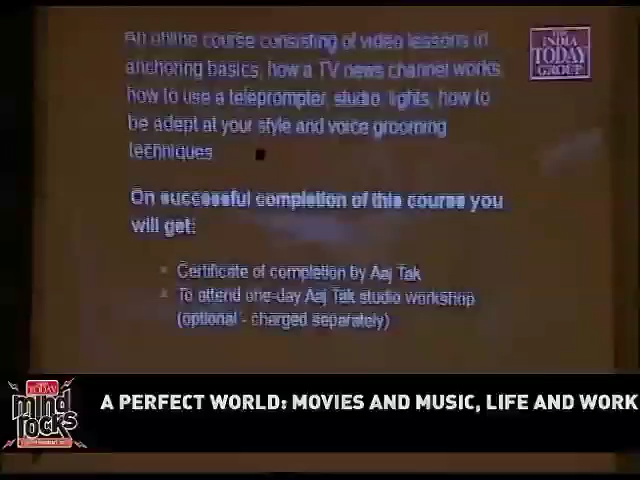 An online course consisting of video lessons in
anchoring basics, how a TV news channel works
how to use a teleprompter, studio lights, how to
be adept at your style and voice grooming
techniques
On successful completion of this course you
will get:
Certificate of completion by Aaj Tak
To attend one-day Aaj Tak studio workshop
(optional - charged separately)
THE
INDIA
TODAY
GROUP
TODAY
mind
rocks
A PERFECT WORLD: MOVIES AND MUSIC, LIFE AND WORK